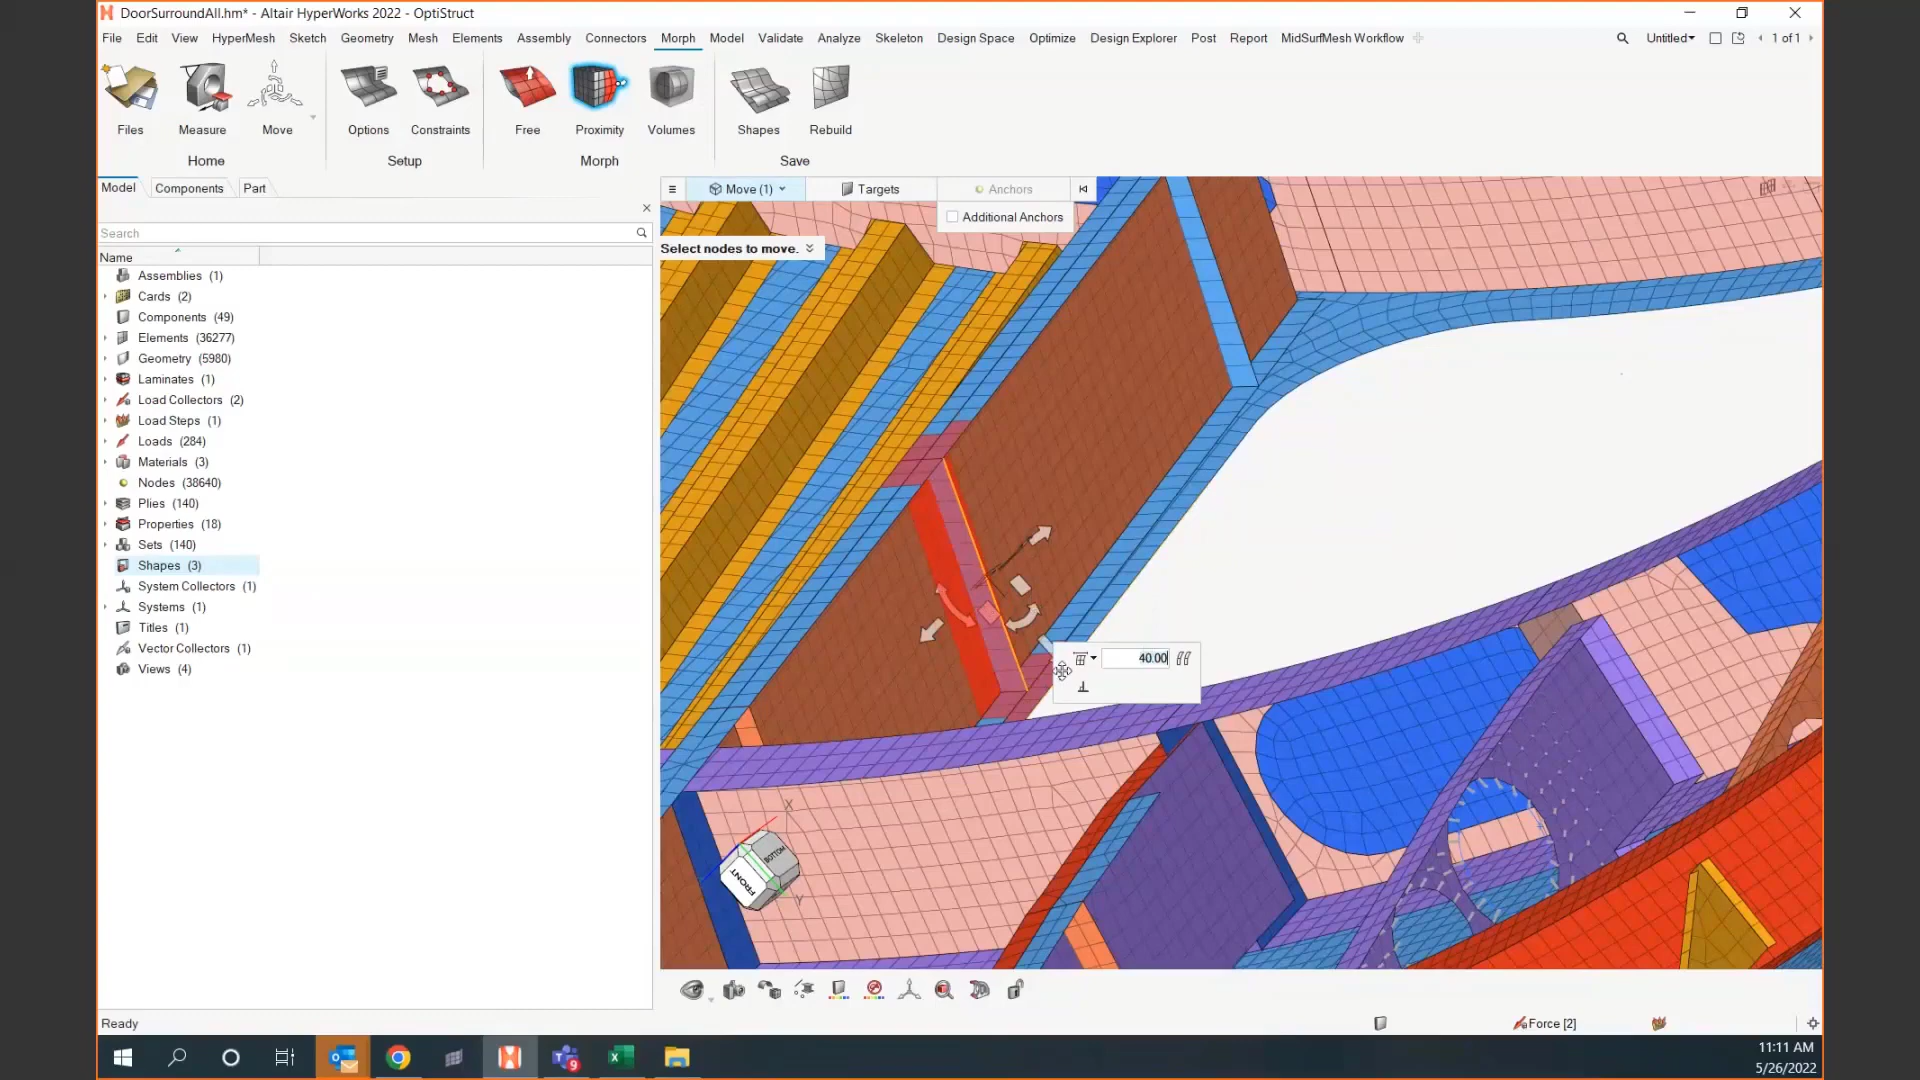 DoorSurroundAll.hm* - Altair HyperWorks 2022 - OptiStruct
File Edit View HyperMesh Sketch Geometry Mesh Elements Assembly Connectors Morph Model Validate Analyze Skeleton Design Space Optimize Design Explorer Post Report MidSurfMesh Workflow Untitled 1 of 1
Files Measure Move Options Constraints Free Proximity Volumes Shapes Rebuild
Home Setup Morph Save
Model Components Part
Move (1) Targets Anchors
Additional Anchors
Search
Select nodes to move.
Name
Assemblies (1)
Cards (2)
Components (49)
Elements (36277)
Geometry (5980)
Laminates (1)
Load Collectors (2)
Load Steps (1)
Loads (284)
Materials (3)
Nodes (38640)
Plies (140)
Properties (18)
Sets (140)
Shapes (3)
System Collectors (1)
Systems (1)
Titles (1)
Vector Collectors (1)
Views (4)
40.00
X
BOTTOM
FRONT
Y
Ready
Force [2]
9
11:11 AM
5/26/2022